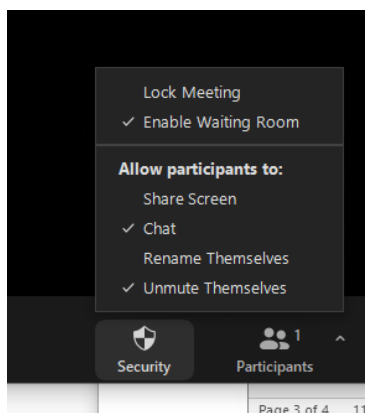 Lock Meeting
✓ Enable Waiting Room
Allow participants to:
Share Screen
✓ Chat
Rename Themselves
✓ Unmute Themselves
1
Security Participants
Page 3 of 4 11